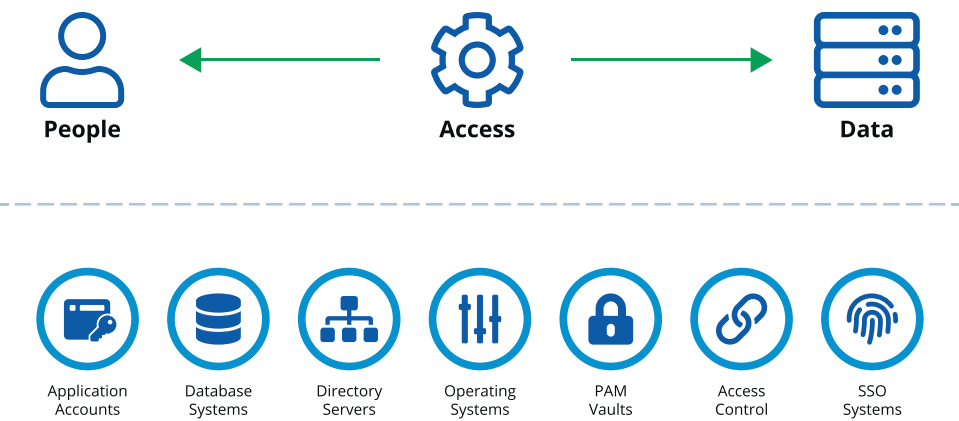 People
Access
Data
Application
Accounts
Database
Systems
Directory
Servers
Operating
Systems
PAM
Vaults
Access
Control
SSO
Systems